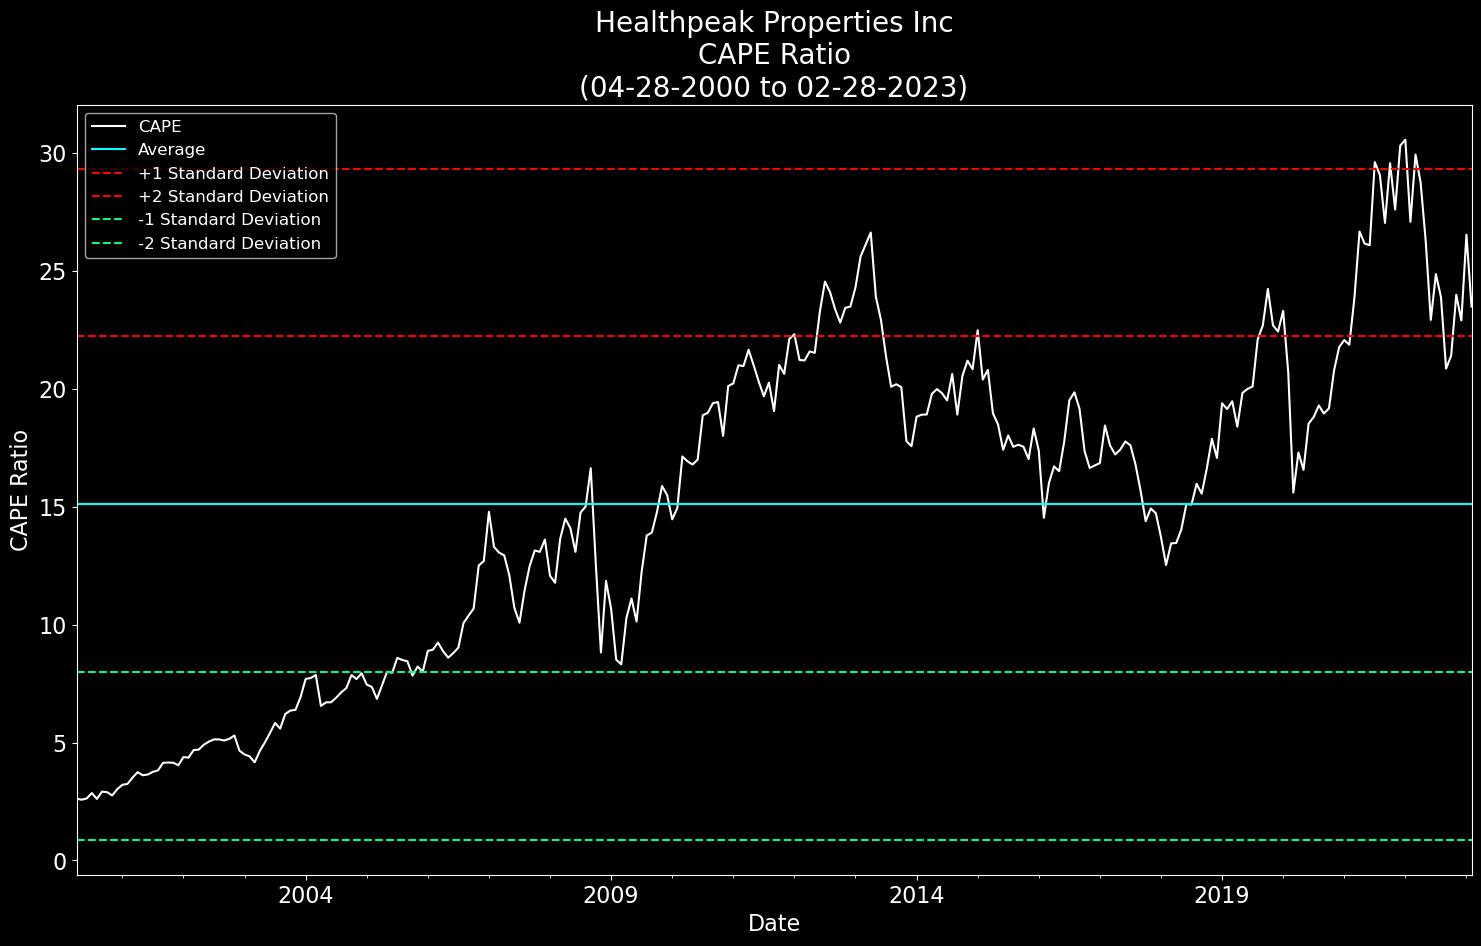 Healthpeak Properties Inc
CAPE Ratio
(04-28-2000 to 02-28-2023)
CAPE
Average
+1 Standard Deviation
+2 Standard Deviation
-1 Standard Deviation
-2 Standard Deviation
30
25
20
15
10
5
0
CAPE Ratio
2004
2009
2014
2019
Date